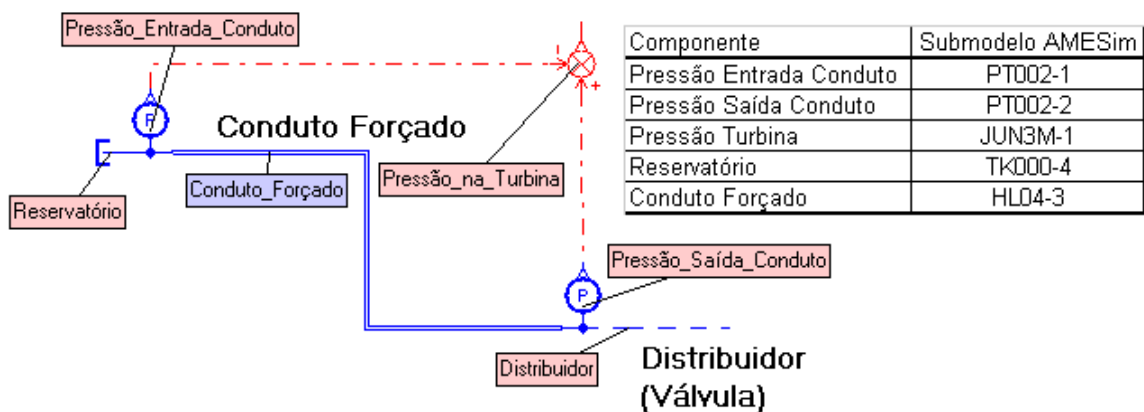 Pressão_Entrada_Conduto
P
Conduto Forçado
Conduto_Forçado
Reservatório
Pressão_na_Turbina
+
Pressão_Saída_Conduto
P
Distribuidor
Distribuidor
(Válvula)
Componente Submodelo AMESim
Pressão Entrada Conduto PT002-1
Pressão Saída Conduto PT002-2
Pressão Turbina JUN3M-1
Reservatório TK000-4
Conduto Forçado HL04-3